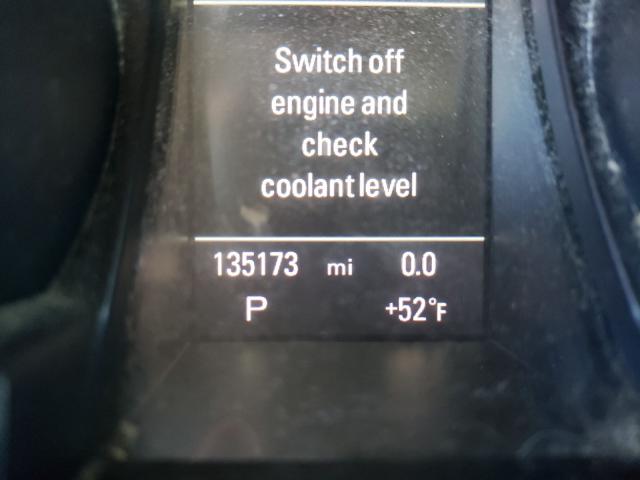 Switch off
engine and
check
coolant level
135173 mi 0.0
P +52°F